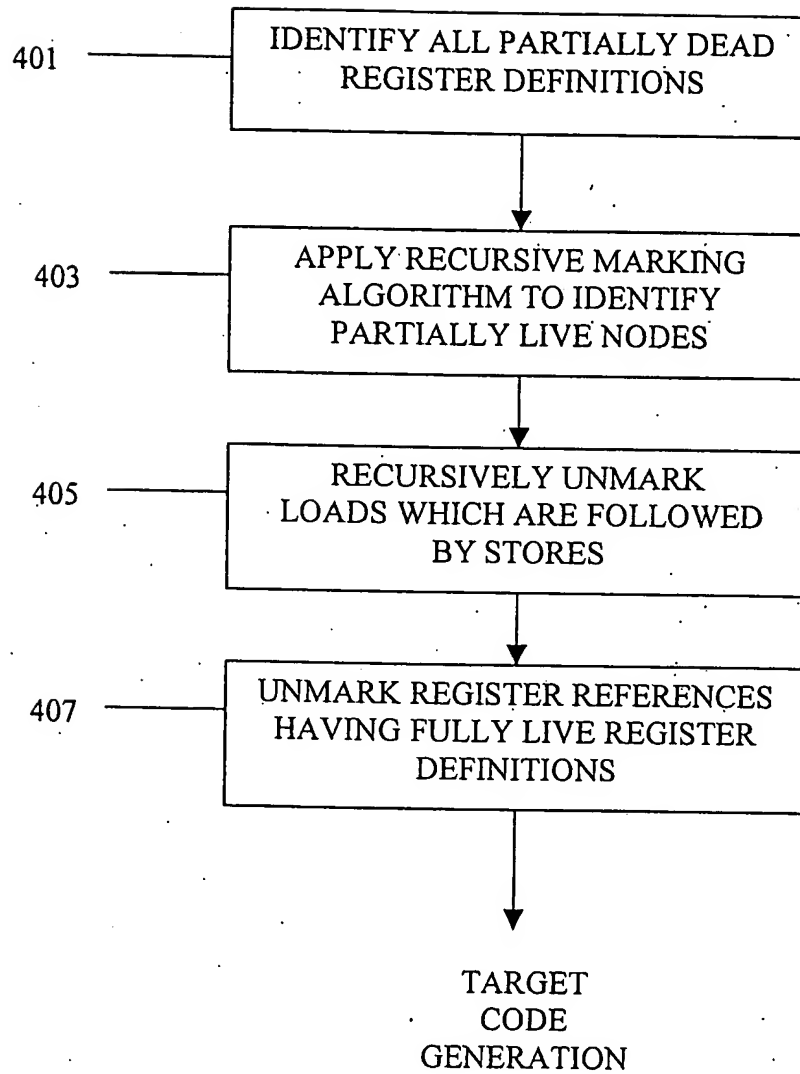 401
IDENTIFY ALL PARTIALLY DEAD
REGISTER DEFINITIONS
403
APPLY RECURSIVE MARKING
ALGORITHM TO IDENTIFY
PARTIALLY LIVE NODES
405
RECURSIVELY UNMARK
LOADS WHICH ARE FOLLOWED
BY STORES
407
UNMARK REGISTER REFERENCES
HAVING FULLY LIVE REGISTER
DEFINITIONS
TARGET
CODE
GENERATION